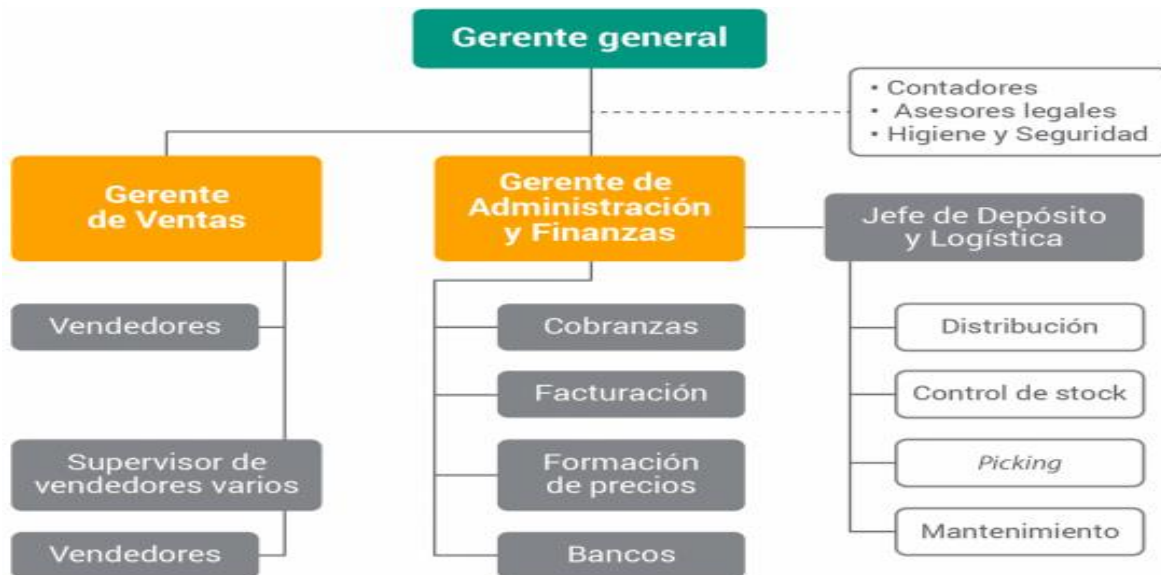 Gerente general
• Contadores
• Asesores legales
• Higiene y Seguridad
Gerente
de Ventas
Gerente de
Administración
y Finanzas
Jefe de Depósito
y Logística
Vendedores
Supervisor de
vendedores varios
Vendedores
Cobranzas
Facturación
Formación
de precios
Bancos
Distribución
Control de stock
Picking
Mantenimiento